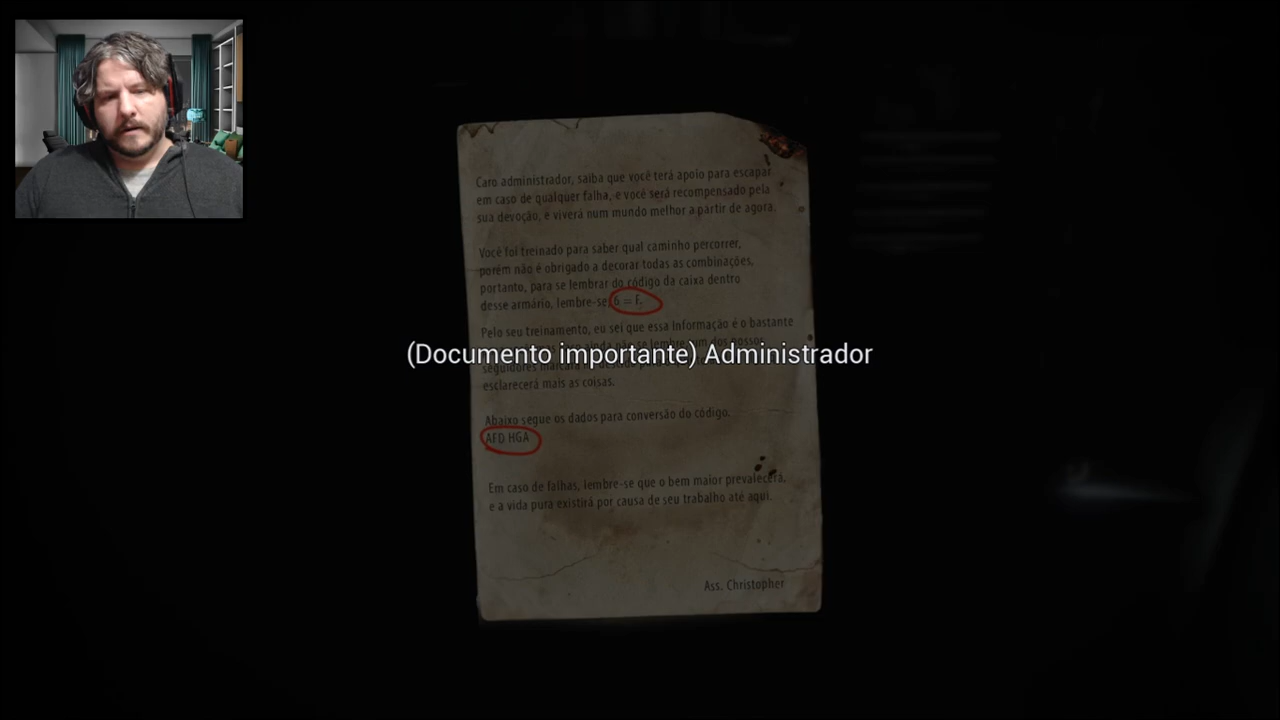 Caro administrador, saiba que você terá apoio para escapar
em caso de qualquer falha, e você será recompensado pela
sua devoção, e viverá num mundo melhor a partir de agora.
Você foi treinado para saber qual caminho percorrer,
porém não é obrigado a decorar todas as combinações,
portanto, para se lembrar do código da caixa dentro
desse armário, lembre-se 6 = F.
Pelo seu treinamento, eu sei que essa informação é o bastante
(Documento importante) Administrador
seguidores
esclarecerá mais as coisas.
Abaixo segue os dados para conversão do código.
AFD HGA
Em caso de falhas, lembre-se que o bem maior prevalecerá,
e a vida pura existirá por causa de seu trabalho até aqui.
Ass. Christopher